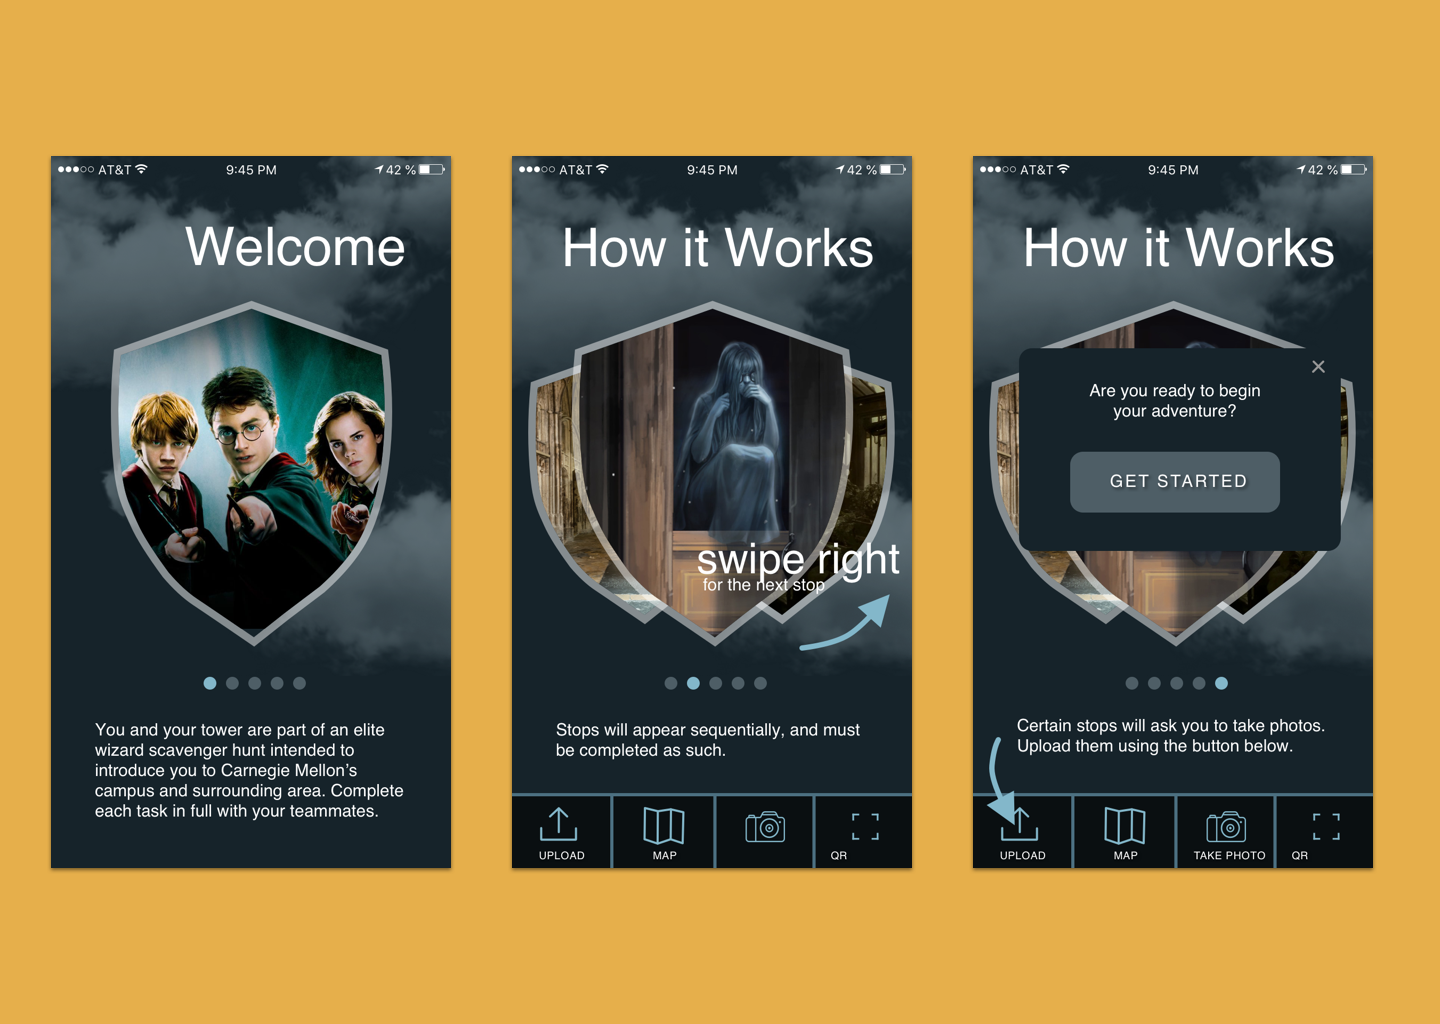 AT&T 9:45 PM 42 %
Welcome
You and your tower are part of an elite
wizard scavenger hunt intended to
introduce you to Carnegie Mellon's
campus and surrounding area. Complete
each task in full with your teammates.
AT&T 9:45 PM 42 %
How it Works
swipe right
for the next stop
Stops will appear sequentially, and must
be completed as such.
UPLOAD MAP QR
AT&T 9:45 PM 42 %
How it Works
Are you ready to begin
your adventure?
GET STARTED
Certain stops will ask you to take photos.
Upload them using the button below.
UPLOAD MAP TAKE PHOTO QR